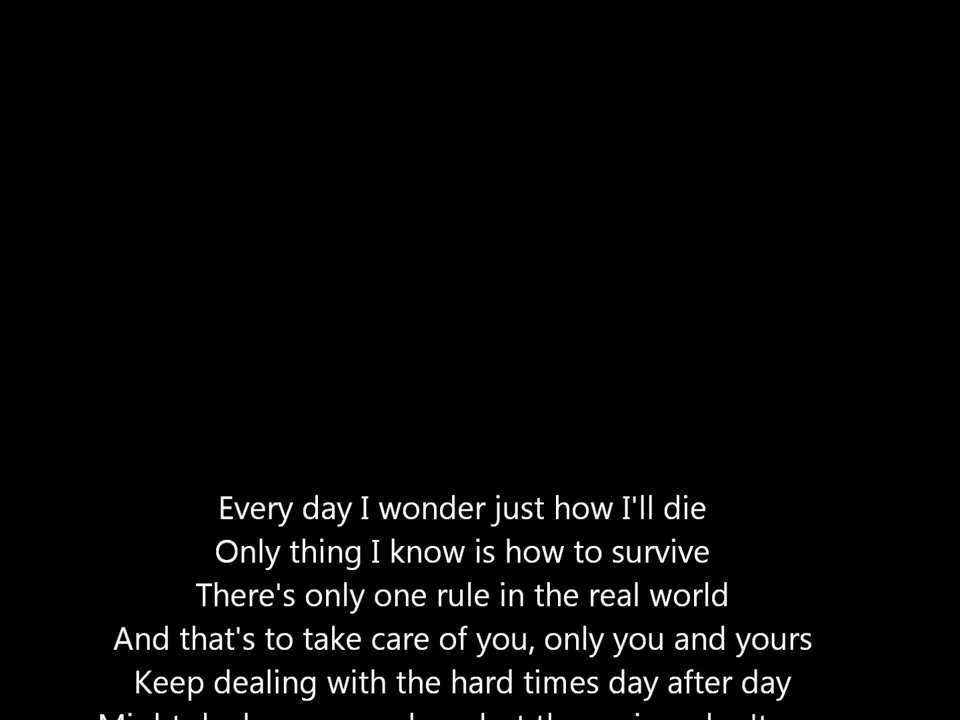 Every day I wonder just how I'll die
Only thing I know is how to survive
There's only one rule in the real world
And that's to take care of you, only you and yours
Keep dealing with the hard times day after day